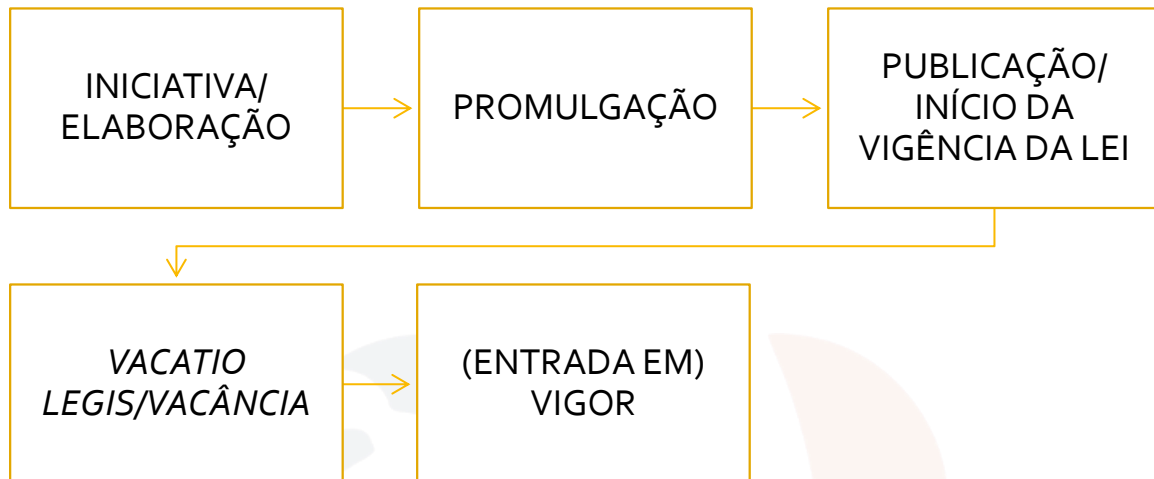 INICIATIVA/
ELABORAÇÃO
PROMULGAÇÃO
PUBLICAÇÃO/
INÍCIO DA
VIGÊNCIA DA LEI
VACATIO
LEGIS/VACÂNCIA
(ENTRADA EM)
VIGOR